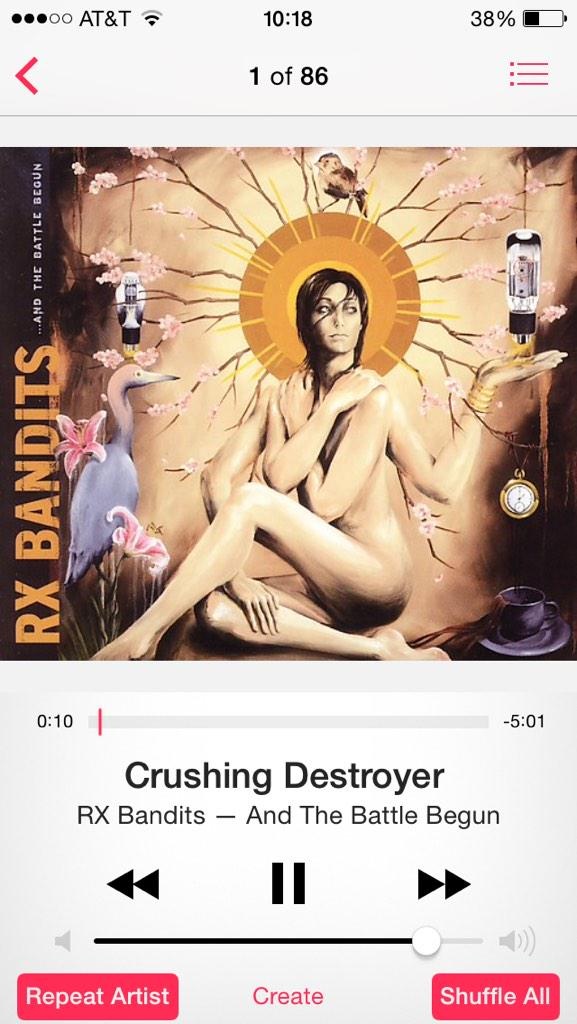 AT&T 10:18 38%
1 of 86
...AND THE BATTLE BEGUN
RX BANDITS
0:10 -5:01
Crushing Destroyer
RX Bandits — And The Battle Begun
Repeat Artist Create Shuffle All